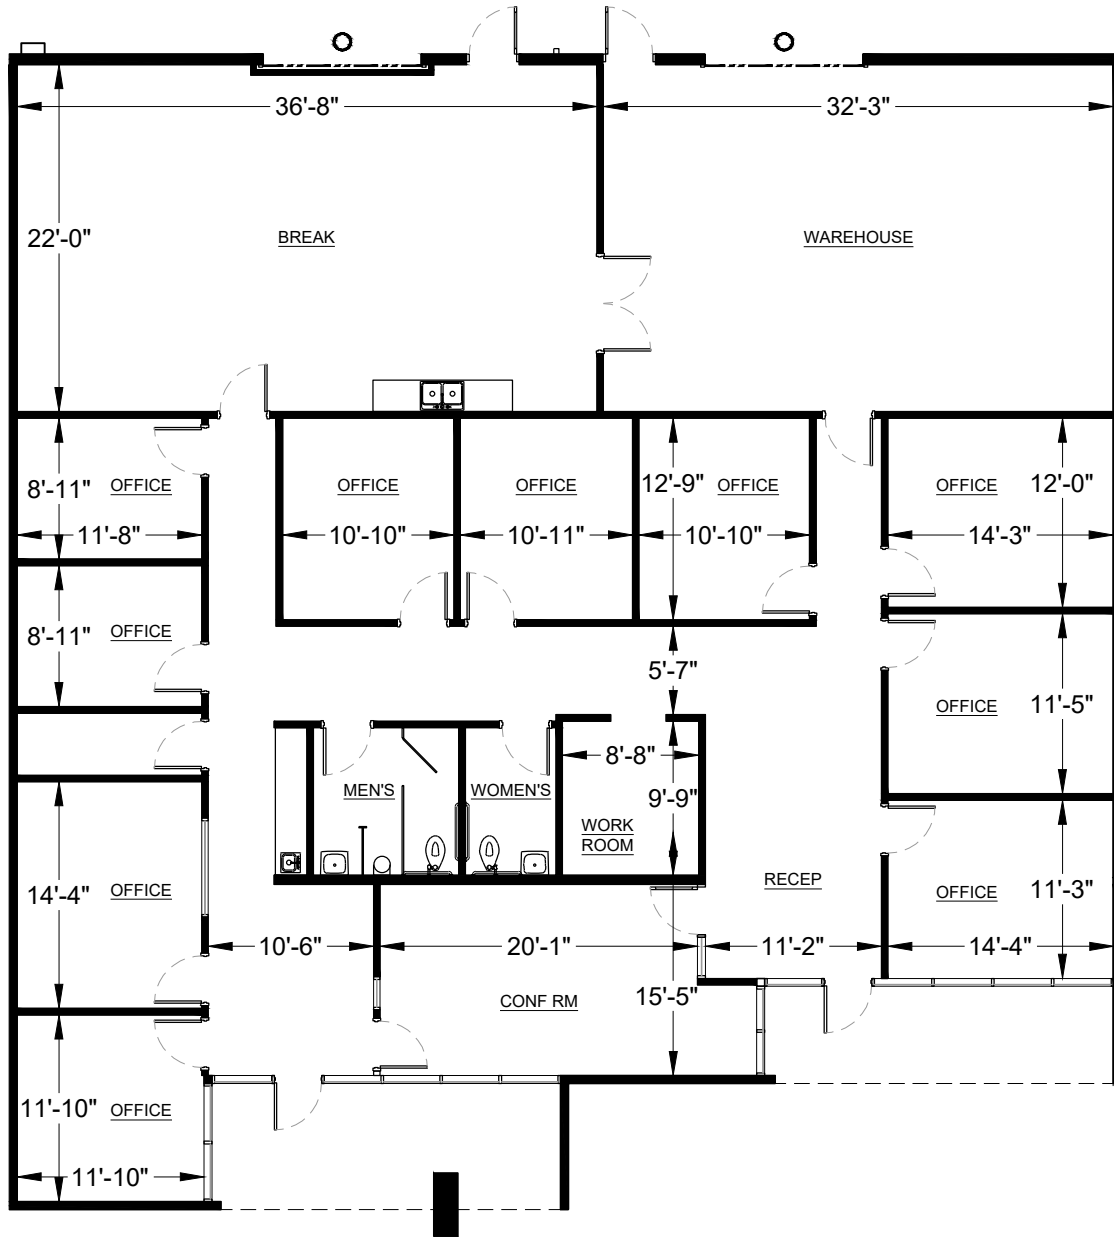 36'-8" 32'-3"
22'-0" BREAK WAREHOUSE
8'-11" OFFICE OFFICE OFFICE 12'-9" OFFICE OFFICE 12'-0"
11'-8" 10'-10" 10'-11" 10'-10" 14'-3"
8'-11" OFFICE
5'-7"
OFFICE 11'-5"
8'-8"
MEN'S WOMEN'S 9'-9"
WORK
ROOM
14'-4" OFFICE RECEP OFFICE 11'-3"
10'-6" 20'-1" 11'-2" 14'-4"
CONF RM 15'-5"
11'-10" OFFICE
11'-10"